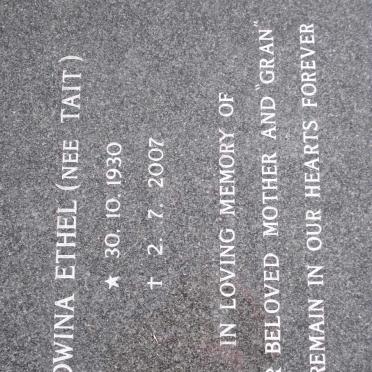 ETHEL (NEE TAIT)
★ 30. 10. 1930
✝ 2. 7. 2007
IN LOVING MEMORY OF
BELOVED MOTHER AND "GRAN"
REMAIN IN OUR HEARTS FOREVER